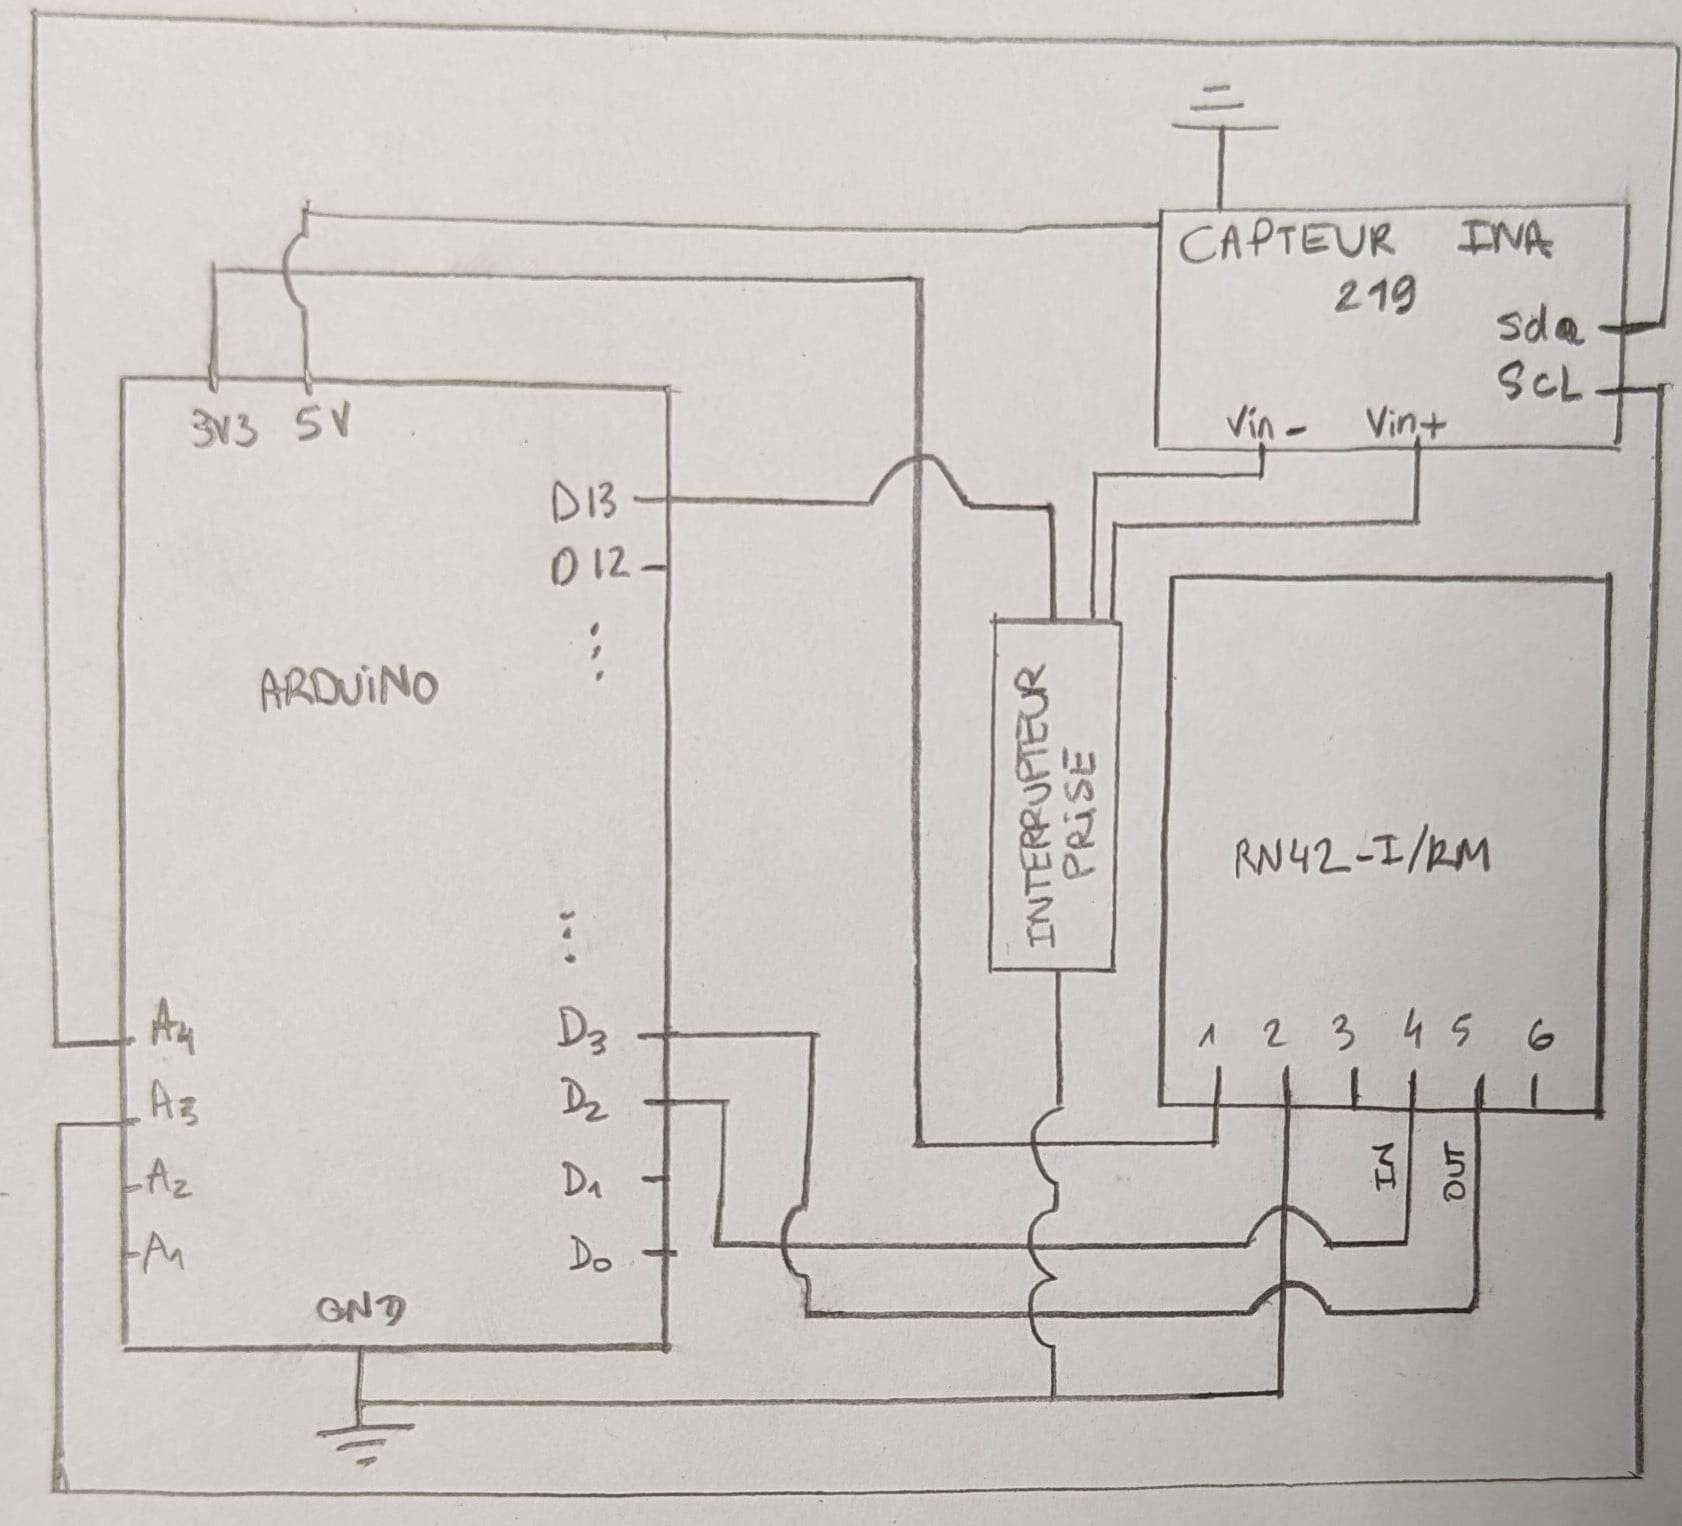 CAPTEUR INA
219
sda
SCL
Vin -
Vin+
3V3
5V
D13
D12
ARDUiNO
INTERRUPTEUR
PRiSE
RN42-I/RM
1 2 3 4 5 6
IN
OUT
A4
A3
A2
A1
D3
D2
D1
D0
GND